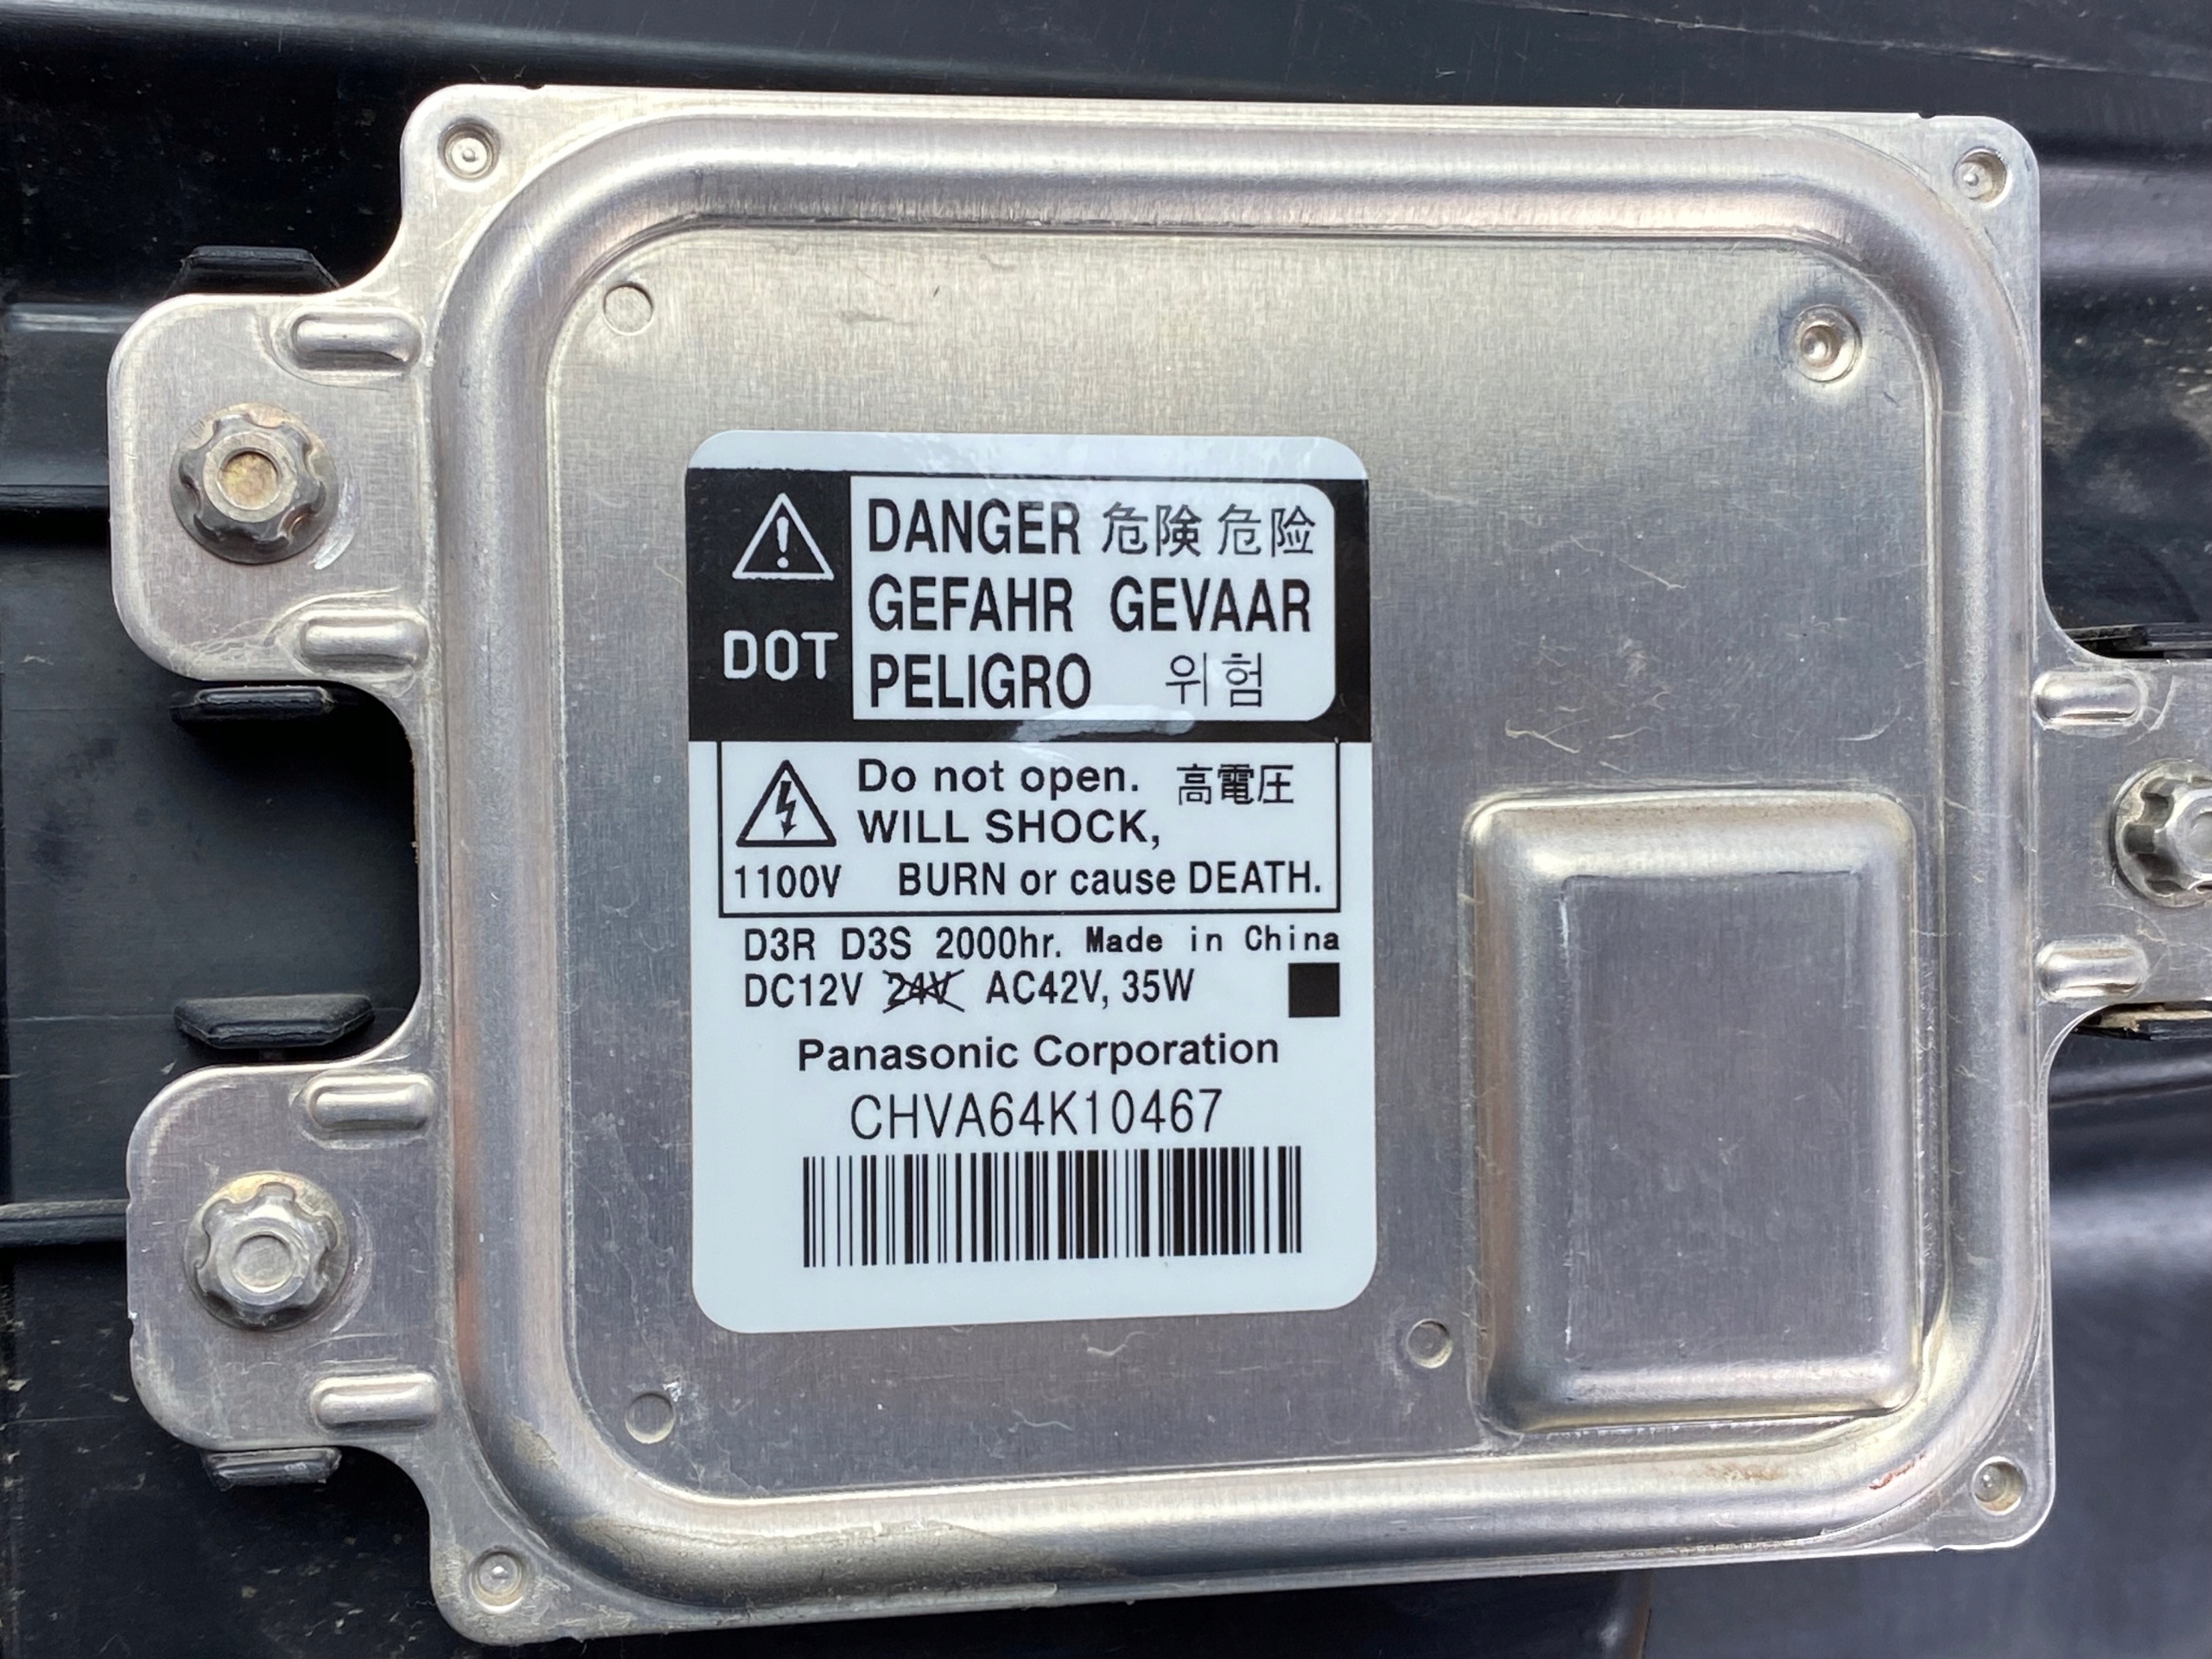 DANGER 危険 危险
GEFAHR GEVAAR
DOT
PELIGRO 위험
Do not open. 高電圧
WILL SHOCK,
1100V BURN or cause DEATH.
D3R D3S 2000hr. Made in China
DC12V 24V AC42V, 35W
Panasonic Corporation
CHVA64K10467